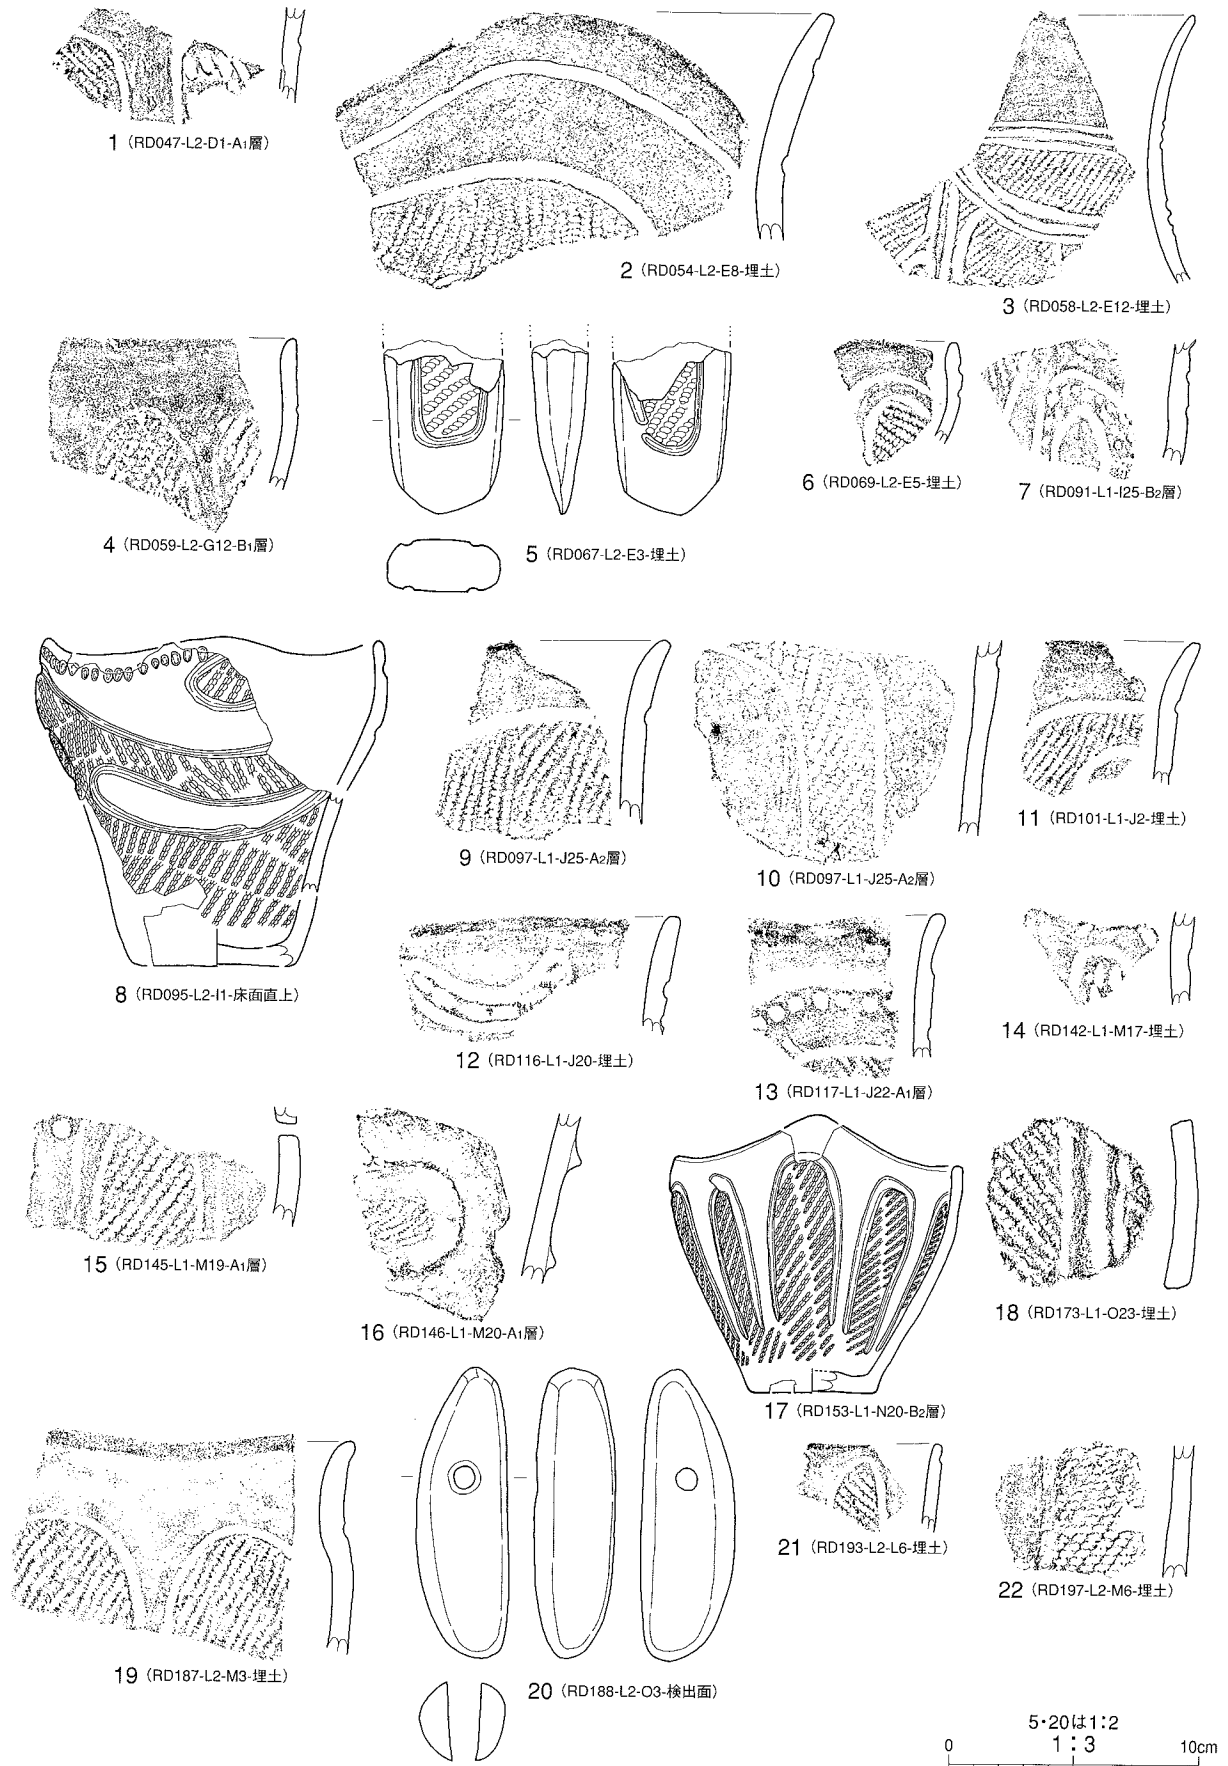 1 (RD047-L2-D1-A1層)
2 (RD054-L2-E8-埋土)
3 (RD058-L2-E12-埋土)
4 (RD059-L2-G12-B1層)
5 (RD067-L2-E3-埋土)
6 (RD069-L2-E5-埋土)
7 (RD091-L1-I25-B2層)
8 (RD095-L2-I1-床面直上)
9 (RD097-L1-J25-A2層)
10 (RD097-L1-J25-A2層)
11 (RD101-L1-J2-埋土)
12 (RD116-L1-J20-埋土)
13 (RD117-L1-J22-A1層)
14 (RD142-L1-M17-埋土)
15 (RD145-L1-M19-A1層)
16 (RD146-L1-M20-A1層)
17 (RD153-L1-N20-B2層)
18 (RD173-L1-O23-埋土)
19 (RD187-L2-M3-埋土)
20 (RD188-L2-O3-検出面)
21 (RD193-L2-L6-埋土)
22 (RD197-L2-M6-埋土)
5・20は1:2
0 1:3 10cm